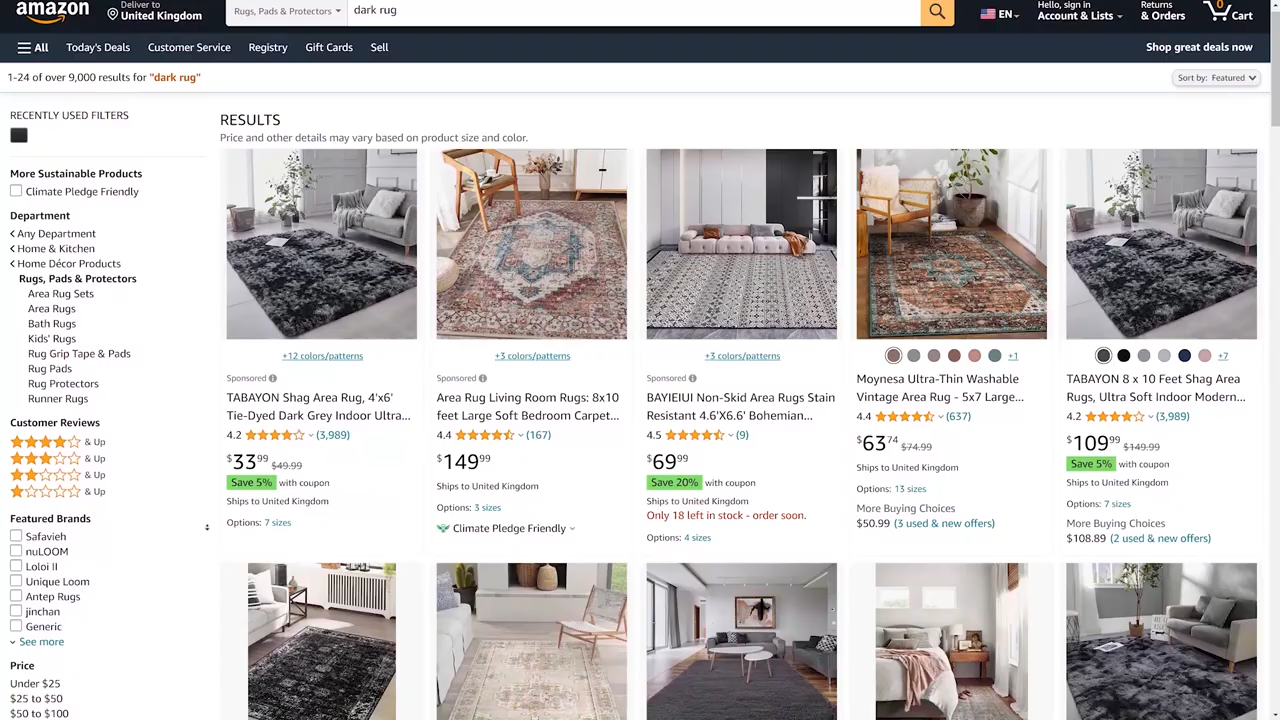 amazon
Deliver to
United Kingdom
Rugs, Pads & Protectors
dark rug
EN
Hello, sign in
Account & Lists
Returns
& Orders
0
Cart
All
Today's Deals
Customer Service
Registry
Gift Cards
Sell
Shop great deals now
1-24 of over 9,000 results for "dark rug"
Sort by: Featured
RECENTLY USED FILTERS
More Sustainable Products
Climate Pledge Friendly
Department
Any Department
Home & Kitchen
Home Décor Products
Rugs, Pads & Protectors
Area Rug Sets
Area Rugs
Bath Rugs
Kids' Rugs
Rug Grip Tape & Pads
Rug Pads
Rug Protectors
Runner Rugs
Customer Reviews
& Up
& Up
& Up
& Up
Featured Brands
Safavieh
nuLOOM
Loloi II
Unique Loom
Antep Rugs
jinchan
Generic
See more
Price
Under $25
$25 to $50
$50 to $100
RESULTS
Price and other details may vary based on product size and color.
+12 colors/patterns
Sponsored
TABAYON Shag Area Rug, 4'x6'
Tie-Dyed Dark Grey Indoor Ultra...
4.2 (3,989)
$33.99 $49.99
Save 5% with coupon
Ships to United Kingdom
Options: 7 sizes
+3 colors/patterns
Sponsored
Area Rug Living Room Rugs: 8x10
feet Large Soft Bedroom Carpet...
4.4 (167)
$149.99
Ships to United Kingdom
Options: 3 sizes
Climate Pledge Friendly
+3 colors/patterns
Sponsored
BAYIEIUI Non-Skid Area Rugs Stain
Resistant 4.6'X6.6' Bohemian...
4.5 (9)
$69.99
Save 20% with coupon
Ships to United Kingdom
Only 18 left in stock - order soon.
Options: 4 sizes
+1
Moynesa Ultra-Thin Washable
Vintage Area Rug - 5x7 Large...
4.4 (637)
$63.74 $74.99
Ships to United Kingdom
Options: 13 sizes
More Buying Choices
$50.99 (3 used & new offers)
+7
TABAYON 8 x 10 Feet Shag Area
Rugs, Ultra Soft Indoor Modern...
4.2 (3,989)
$109.99 $149.99
Save 5% with coupon
Ships to United Kingdom
Options: 7 sizes
More Buying Choices
$108.89 (2 used & new offers)